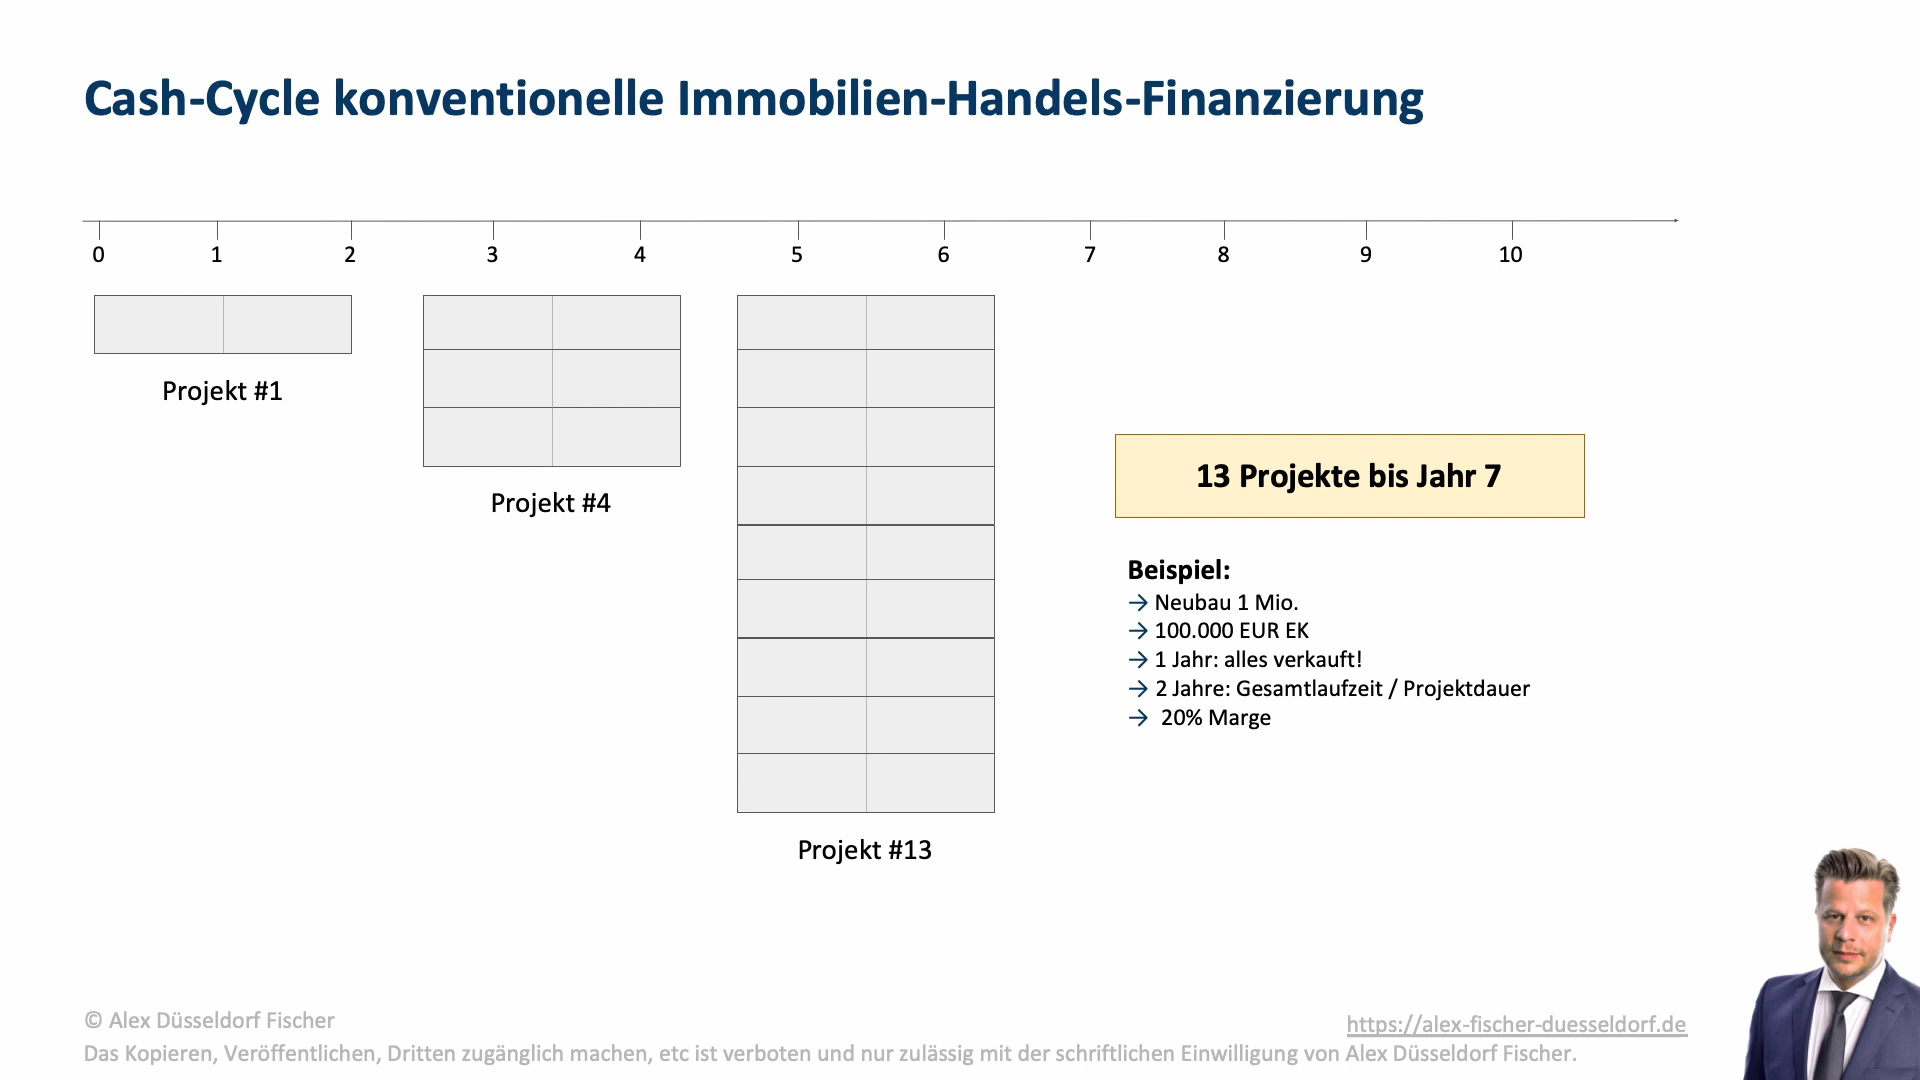 Cash-Cycle konventionelle Immobilien-Handels-Finanzierung
0 1 2 3 4 5 6 7 8 9 10
Projekt #1
Projekt #4
Projekt #13
13 Projekte bis Jahr 7
Beispiel:
→ Neubau 1 Mio.
→ 100.000 EUR EK
→ 1 Jahr: alles verkauft!
→ 2 Jahre: Gesamtlaufzeit / Projektdauer
→ 20% Marge
© Alex Düsseldorf Fischer
https://alex-fischer-duesseldorf.de
Das Kopieren, Veröffentlichen, Dritten zugänglich machen, etc ist verboten und nur zulässig mit der schriftlichen Einwilligung von Alex Düsseldorf Fischer.